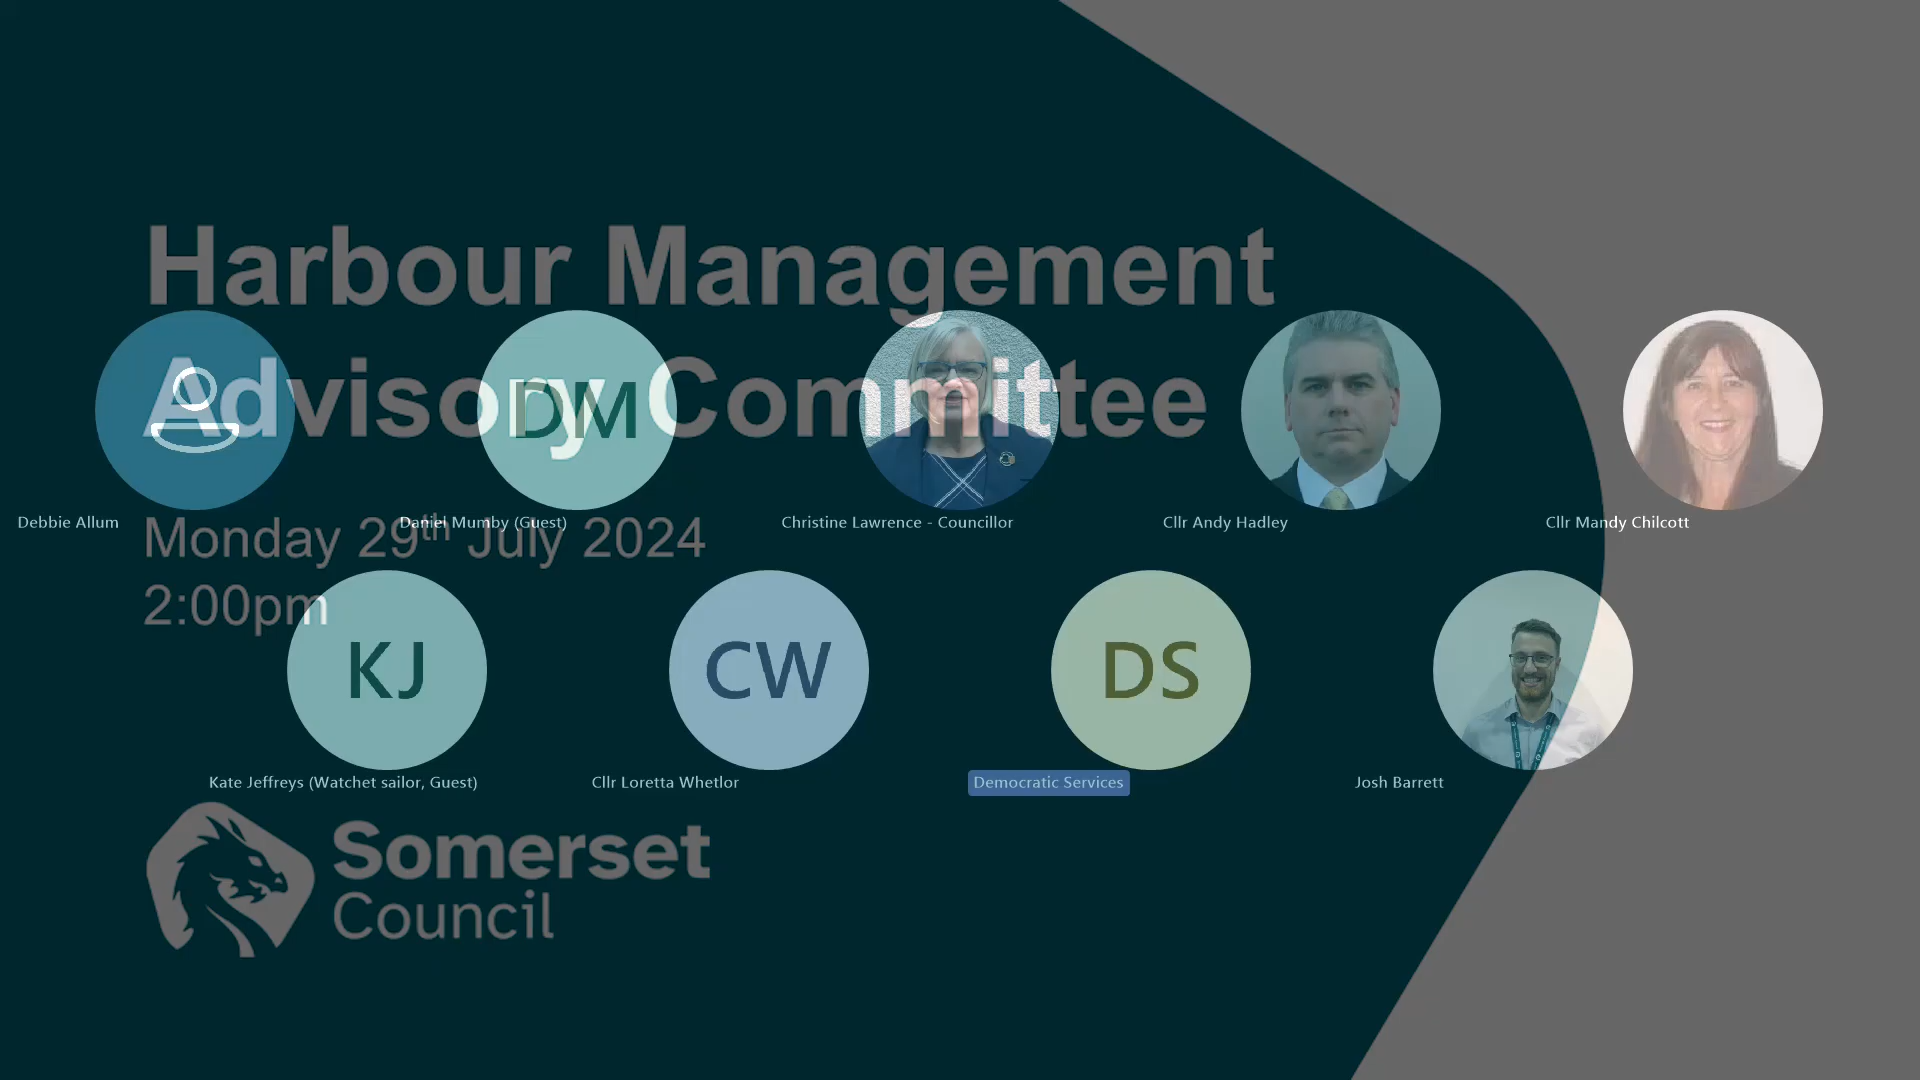 Harbour Management
Advisory Committee
DM
Debbie Allum
Daniel Mumby (Guest)
Christine Lawrence - Councillor
Cllr Andy Hadley
Cllr Mandy Chilcott
Monday 29th July 2024
2:00pm
KJ
CW
DS
Kate Jeffreys (Watchet sailor, Guest)
Cllr Loretta Whetlor
Democratic Services
Josh Barrett
Somerset
Council